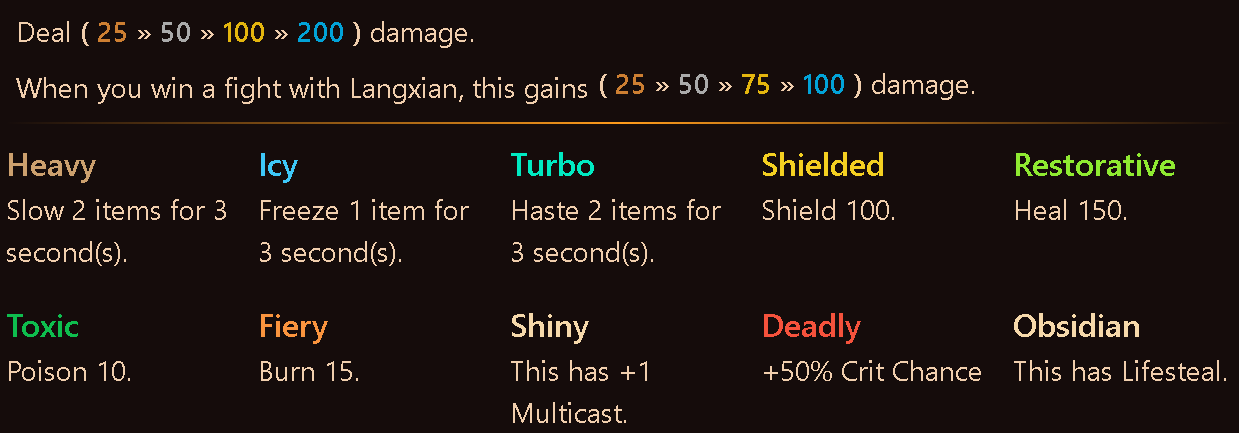 Deal ( 25 » 50 » 100 » 200 ) damage.
When you win a fight with Langxian, this gains ( 25 » 50 » 75 » 100 ) damage.
Heavy
Slow 2 items for 3
second(s).
Icy
Freeze 1 item for
3 second(s).
Turbo
Haste 2 items for
3 second(s).
Shielded
Shield 100.
Restorative
Heal 150.
Toxic
Poison 10.
Fiery
Burn 15.
Shiny
This has +1
Multicast.
Deadly
+50% Crit Chance
Obsidian
This has Lifesteal.